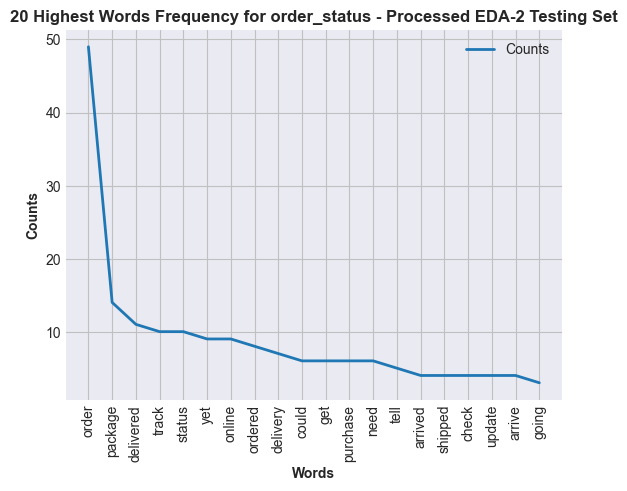 20 Highest Words Frequency for order_status - Processed EDA-2 Testing Set
Counts
50
40
30
20
10
Counts
order
package
delivered
track
status
yet
online
ordered
delivery
could
get
purchase
need
tell
arrived
shipped
check
update
arrive
going
Words